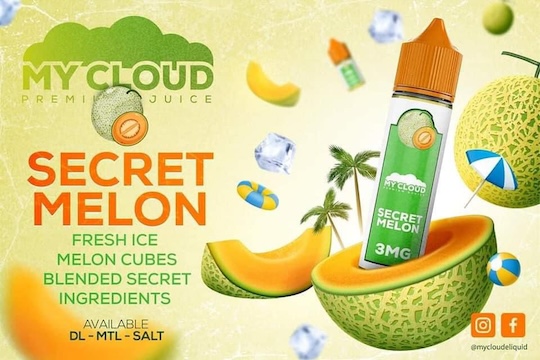 MY CLOUD
PREMIUM JUICE
SECRET
MELON
FRESH ICE
MELON CUBES
BLENDED SECRET
INGREDIENTS
AVAILABLE
DL - MTL - SALT
MY CLOUD
SECRET
MELON
3MG
@mycloudeliquid